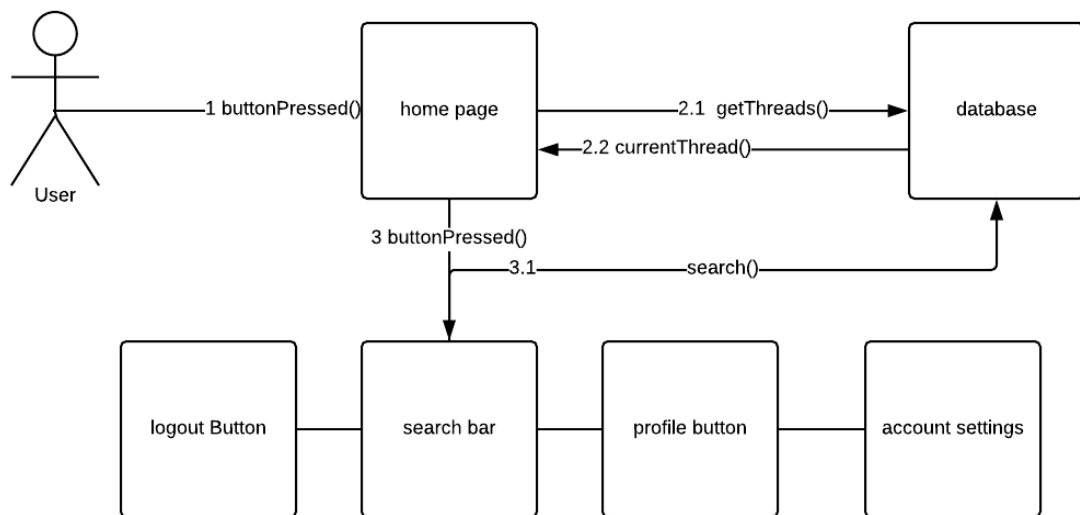 1 buttonPressed()
home page
2.1  getThreads()
database
2.2 currentThread()
User
3 buttonPressed()
3.1
search()
logout Button
search bar
profile button
account settings